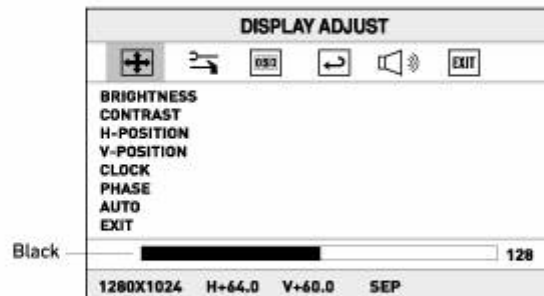 DISPLAY ADJUST
OSD EXIT
BRIGHTNESS
CONTRAST
H-POSITION
V-POSITION
CLOCK
PHASE
AUTO
EXIT
Black 128
1280X1024 H+64.0 V+60.0 SEP